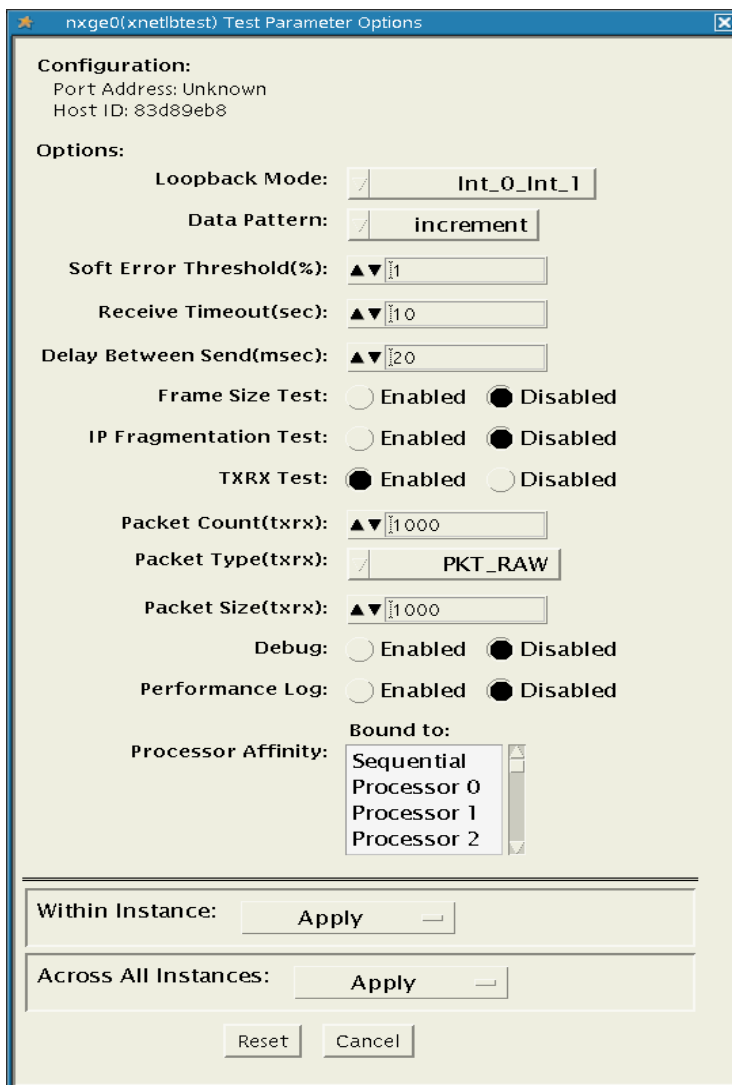 nxge0(xnetlbtest) Test Parameter Options
Configuration:
Port Address: Unknown
Host ID: 83d89eb8
Options:
Loopback Mode: Int_0_Int_1
Data Pattern: increment
Soft Error Threshold(%): 1
Receive Timeout(sec): 10
Delay Between Send(msec): 20
Frame Size Test: Enabled Disabled
IP Fragmentation Test: Enabled Disabled
TXRX Test: Enabled Disabled
Packet Count(txrx): 1000
Packet Type(txrx): PKT_RAW
Packet Size(txrx): 1000
Debug: Enabled Disabled
Performance Log: Enabled Disabled
Bound to:
Processor Affinity:
Sequential
Processor 0
Processor 1
Processor 2
Within Instance: Apply
Across All Instances: Apply
Reset Cancel